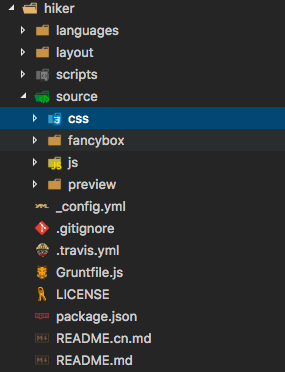 hiker
languages
layout
scripts
source
css
fancybox
js
preview
_config.yml
.gitignore
.travis.yml
Gruntfile.js
LICENSE
package.json
README.cn.md
README.md